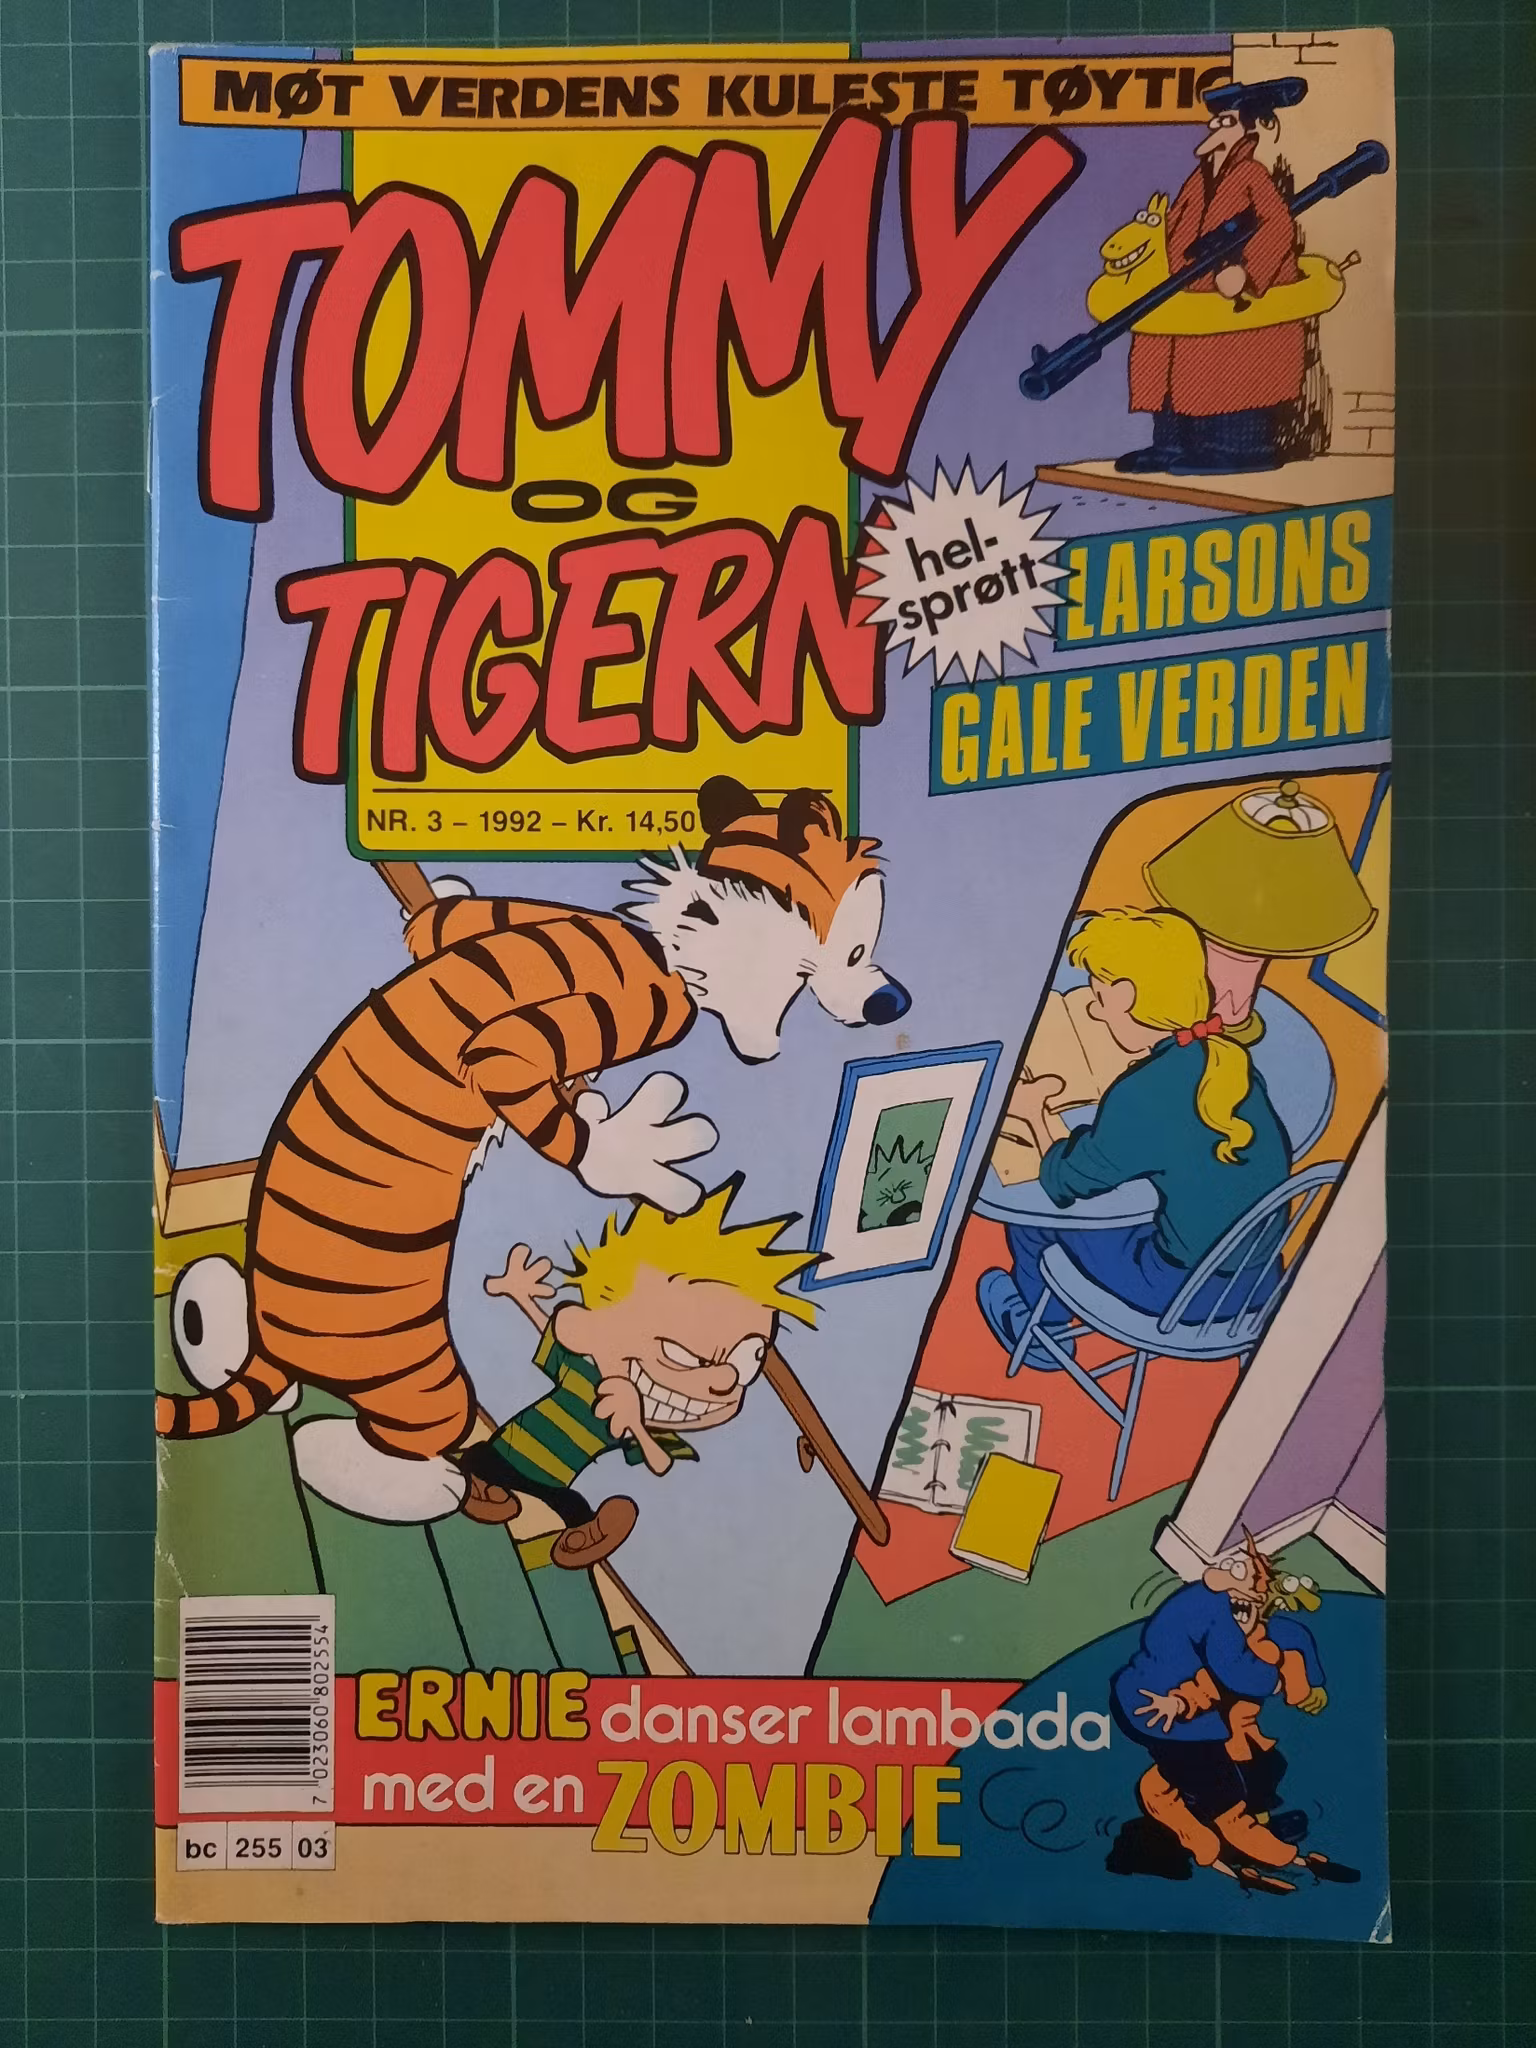 MØT VERDENS KULESTE TØYTIG
TOMMY
OG
TIGERN
hel-
sprøtt
LARSONS
GALE VERDEN
NR. 3 – 1992 – Kr. 14,50
ERNIE danser lambada
med en ZOMBIE
7 023060 802554
bc 255 03